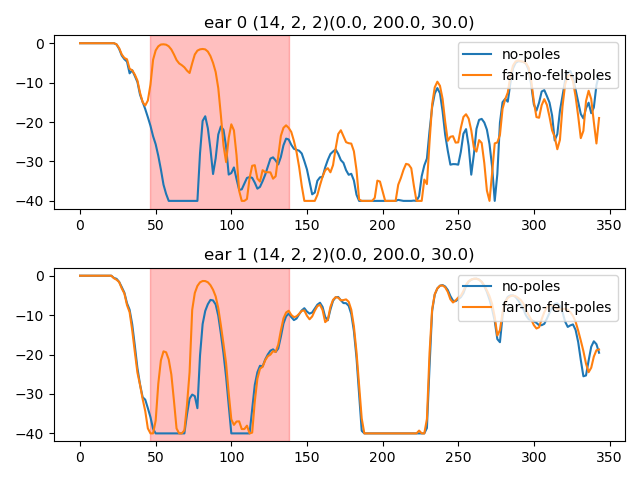 ear 0 (14, 2, 2)(0.0, 200.0, 30.0)
0
−10
−20
−30
−40
no-poles
far-no-felt-poles
0 50 100 150 200 250 300 350
ear 1 (14, 2, 2)(0.0, 200.0, 30.0)
0
−10
−20
−30
−40
no-poles
far-no-felt-poles
0 50 100 150 200 250 300 350